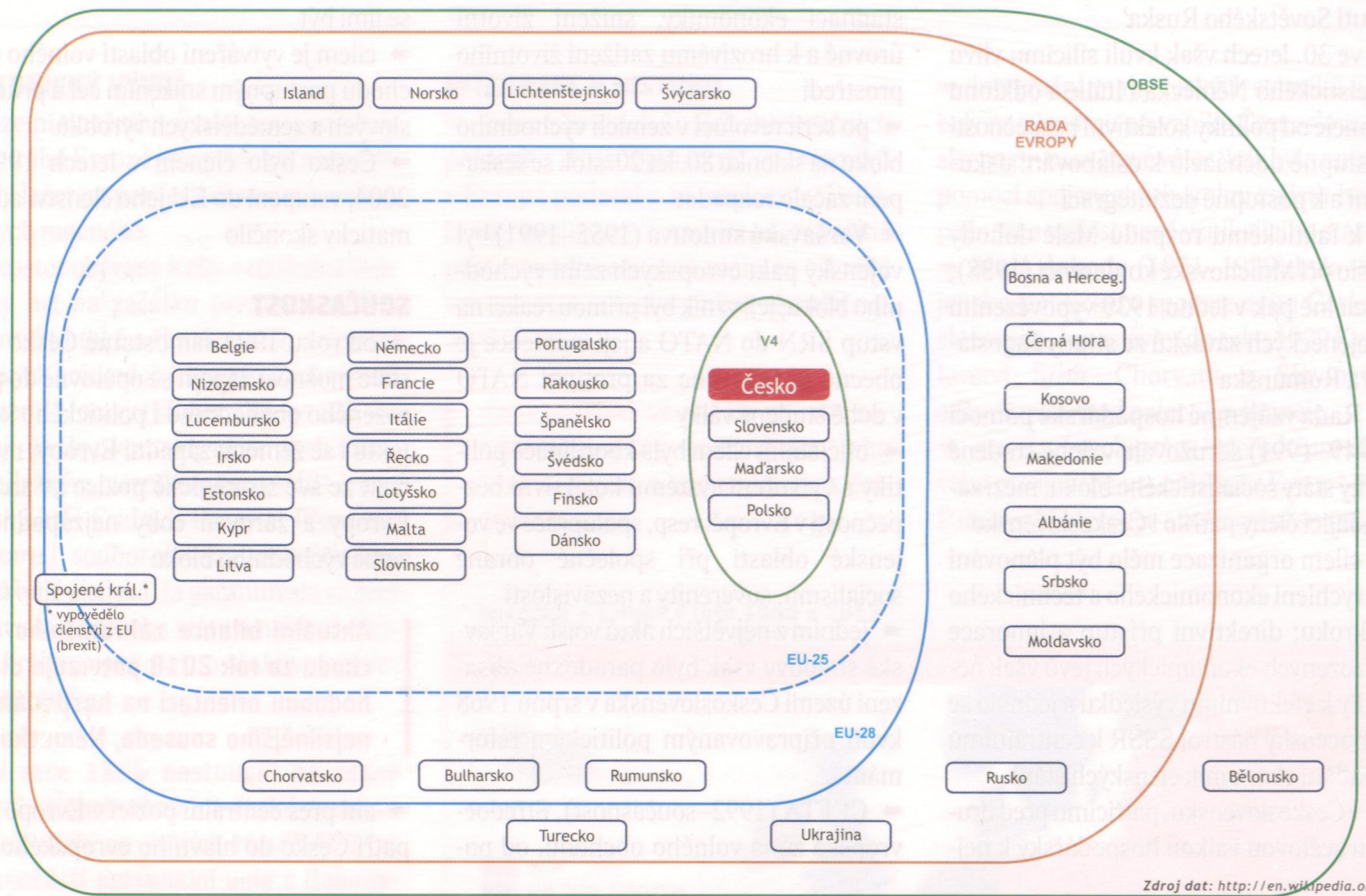 OBSE
RADA
EVROPY
Island
Norsko
Lichtenštejnsko
Švýcarsko
Bosna a Herceg.
Černá Hora
Kosovo
Makedonie
Albánie
Srbsko
Moldavsko
V4
Česko
Slovensko
Maďarsko
Polsko
Belgie
Německo
Portugalsko
Nizozemsko
Francie
Rakousko
Lucembursko
Itálie
Španělsko
Irsko
Řecko
Švédsko
Estonsko
Lotyšsko
Finsko
Kypr
Malta
Dánsko
Litva
Slovinsko
Spojené král.*
* vypovědělo
členství z EU
(brexit)
EU-25
EU-28
Chorvatsko
Bulharsko
Rumunsko
Rusko
Bělorusko
Turecko
Ukrajina
Zdroj dat: http://en.wikipedia.o